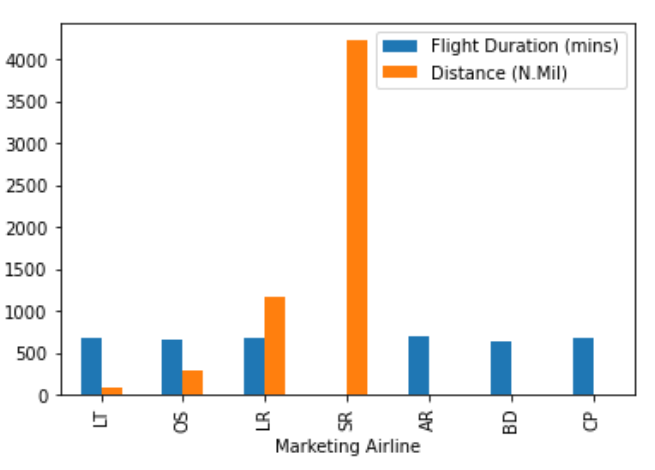 Flight Duration (mins)
Distance (N.Mil)
4000
3500
3000
2500
2000
1500
1000
500
0
LT
OS
LR
SR
AR
BD
CP
Marketing Airline